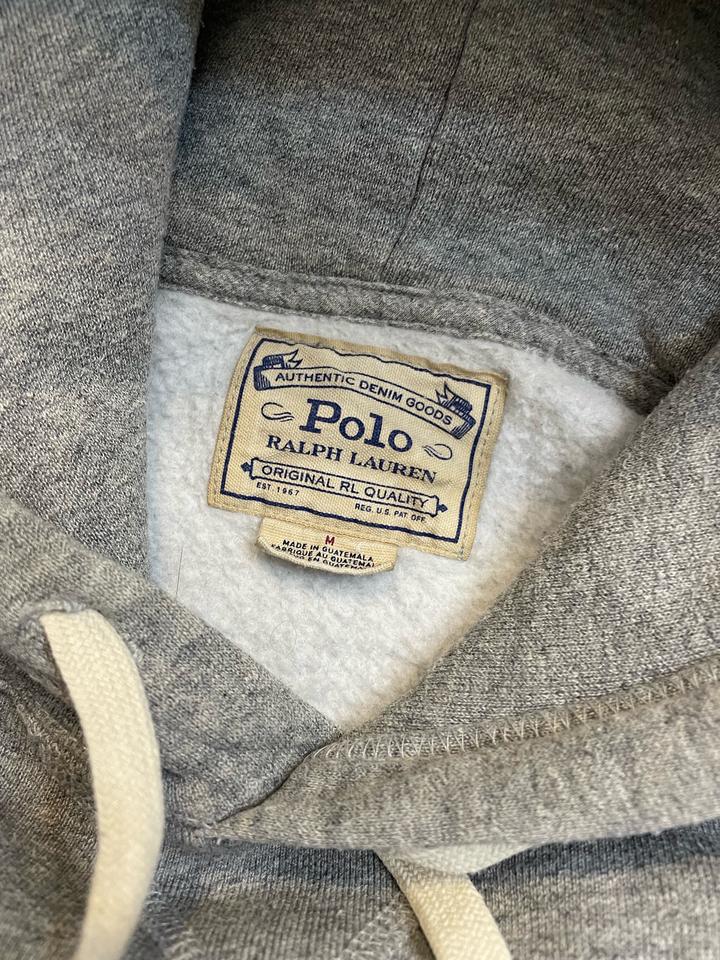 AUTHENTIC DENIM GOODS
Polo
RALPH LAUREN
ORIGINAL RL QUALITY
EST. 1967
REG. U.S. PAT. OFF.
M
MADE IN GUATEMALA
FABRIQUE AU GUATEMALA